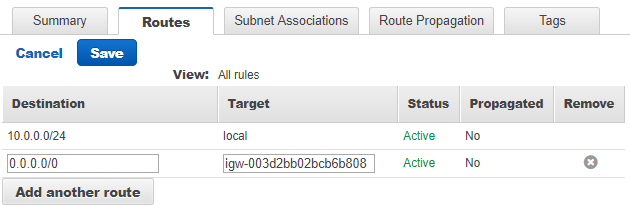 Summary Routes Subnet Associations Route Propagation Tags
Cancel Save
View: All rules
Destination Target Status Propagated Remove
10.0.0.0/24 local Active No
0.0.0.0/0 igw-003d2bb02bcb6b808 Active No
Add another route